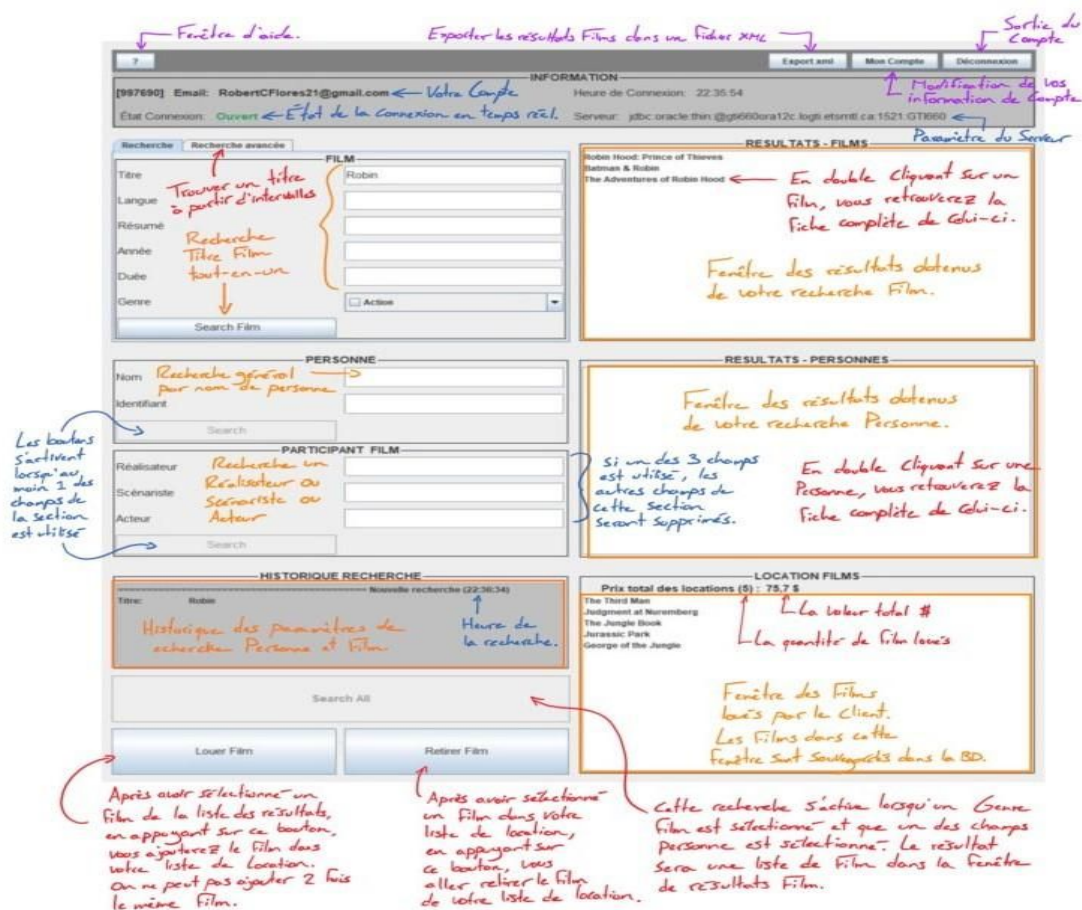 Fenêtre d'aide.
Exporter les résultats Films dans un fichier XML
Sortie du
Compte
?
Export xml
Mon Compte
Déconnexion
INFORMATION
[997690] Email: RobertCFlores21@gmail.com
Votre Compte
Heure de Connexion: 22:35:54
Modification de vos
information de Compte
État Connexion: Ouvert
État de la Connexion en temps réel.
Serveur: jdbc:oracle:thin:@gti660ora12c.logti.etsmtl.ca:1521:GTI660
Paramètre du Serveur
Recherche
Recherche avancée
FILM
Titre
Robin
Trouver un titre
à partir d'intervalles
Langue
Résumé
Recherche
Titre Film
tout-en-un
Année
Duée
Genre
Action
Search Film
RESULTATS - FILMS
Robin Hood: Prince of Thieves
Batman & Robin
The Adventures of Robin Hood
En double Cliquant sur un
Film, vous retrouverez la
fiche complète de Celui-ci.
Fenêtre des résultats obtenus
de votre recherche Film.
PERSONNE
Nom
Recherche général
par nom de personne
Identifiant
Search
Les boutons
s'activent
lorsqu'au
moin 1 des
champs de
la section
est utilisé
PARTICIPANT FILM
Réalisateur
Scénariste
Acteur
Recherche un
Réalisateur ou
Scénariste ou
Acteur
Search
Si un des 3 champs
est utilisé, les
autres champs de
cette section
seront supprimés.
RESULTATS - PERSONNES
Fenêtre des résultats obtenus
de votre recherche Personne.
En double Cliquant sur une
Personne, vous retrouverez la
fiche complète de Celui-ci.
HISTORIQUE RECHERCHE
Nouvelle recherche (22:36:34)
Titre: Robin
Historique des paramètres de
echerche Personne et Film.
Heure de
la recherche.
Search All
Louer Film
Retirer Film
LOCATION FILMS
Prix total des locations (5) : 75,7 $
The Third Man
Judgment at Nuremberg
The Jungle Book
Jurassic Park
George of the Jungle
La valeur total $
La quantité de film loués
Fenêtre des Films
loués par le Client.
Les Films dans cette
Fenêtre sont sauvegardés dans la BD.
Après avoir sélectionné un
film de la liste des résultats,
en appuyant sur ce bouton,
vous ajouterez le film dans
votre liste de Location.
On ne peut pas ajouter 2 fois
le même Film.
Après avoir sélectionné
un Film dans votre
liste de location,
en appuyant sur
ce bouton, vous
aller retirer le film
de votre liste de location.
Cette recherche s'active lorsqu'un Genre
Film est sélectionné et que un des champs
Personne est sélectionné. Le résultat
Sera une liste de Film dans la Fenêtre
de résultats Film.